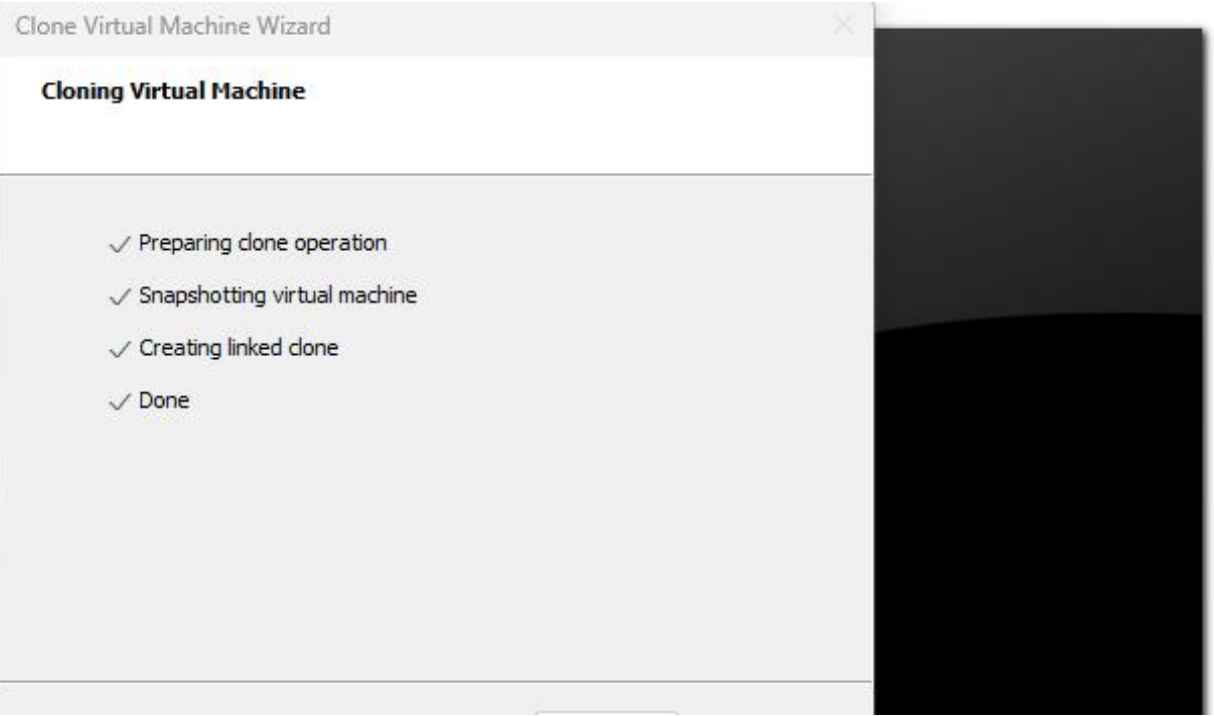 Clone Virtual Machine Wizard
Cloning Virtual Machine
Preparing clone operation
Snapshotting virtual machine
Creating linked clone
Done